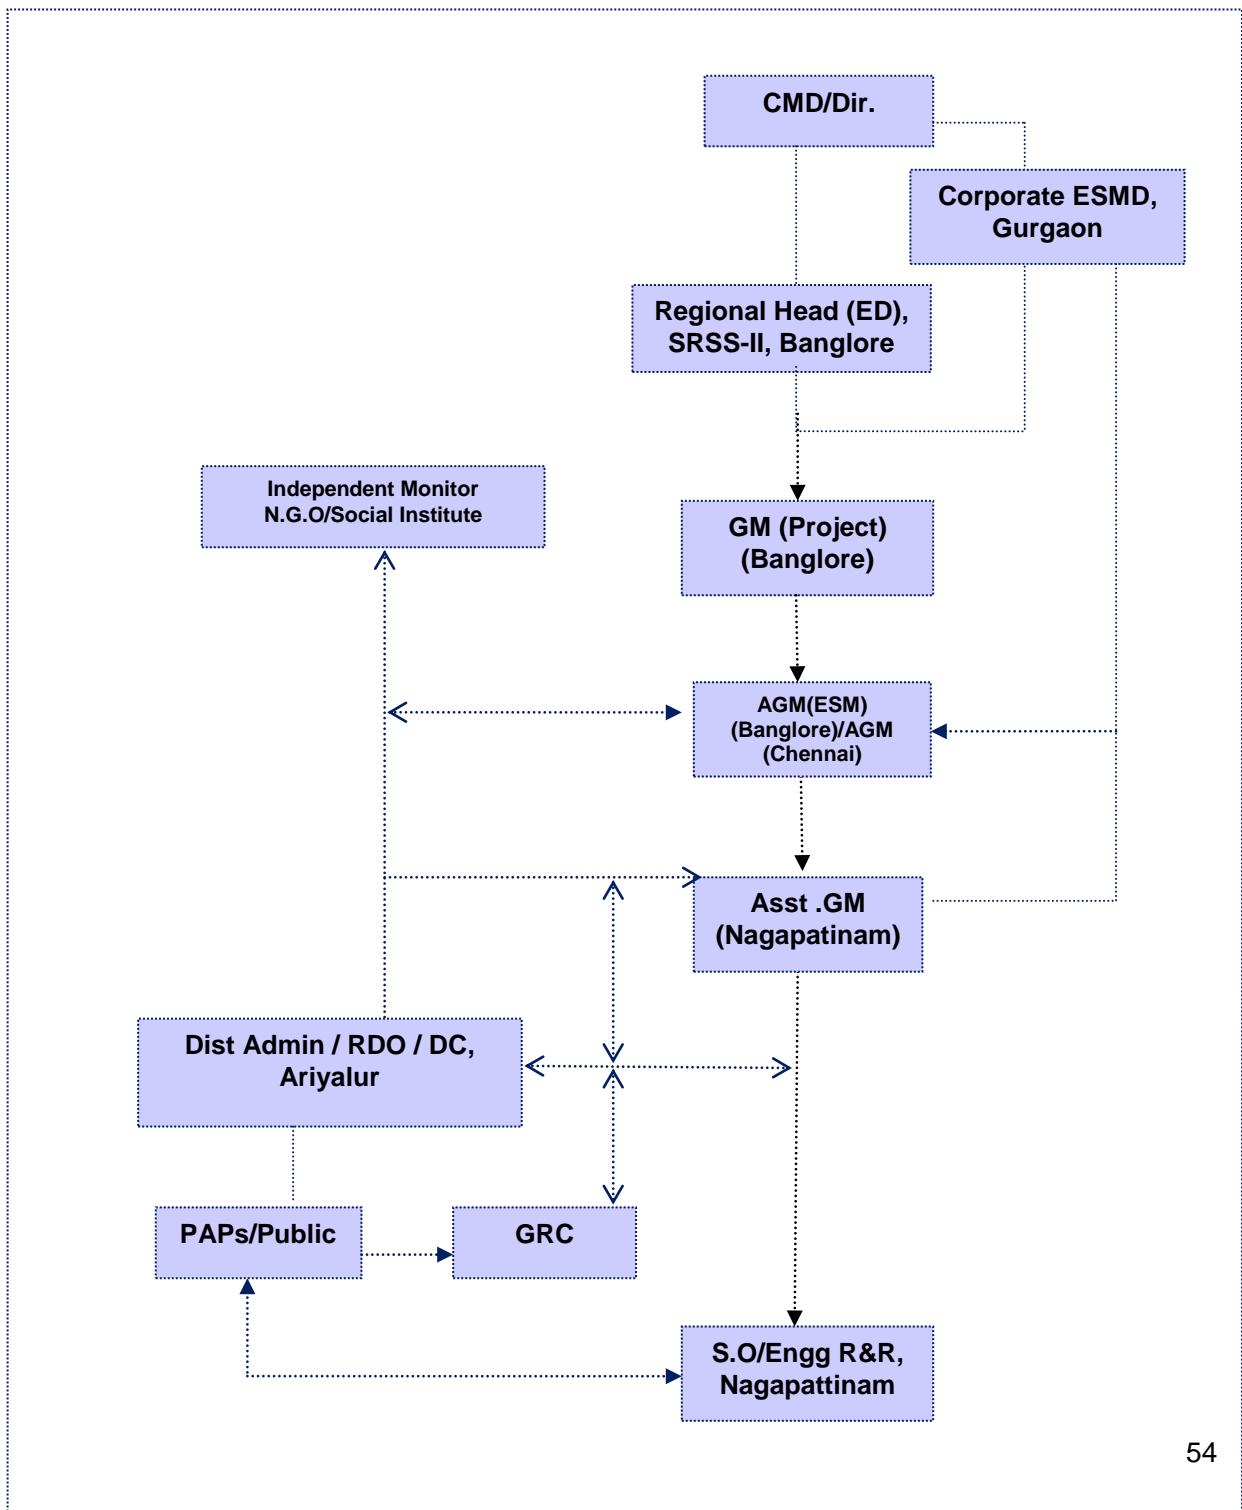 CMD/Dir.
Corporate ESMD,
Gurgaon
Regional Head (ED),
SRSS-II, Banglore
Independent Monitor
N.G.O/Social Institute
GM (Project)
(Banglore)
AGM(ESM)
(Banglore)/AGM
(Chennai)
Asst .GM
(Nagapatinam)
Dist Admin / RDO / DC,
Ariyalur
PAPs/Public
GRC
S.O/Engg R&R,
Nagapattinam
54